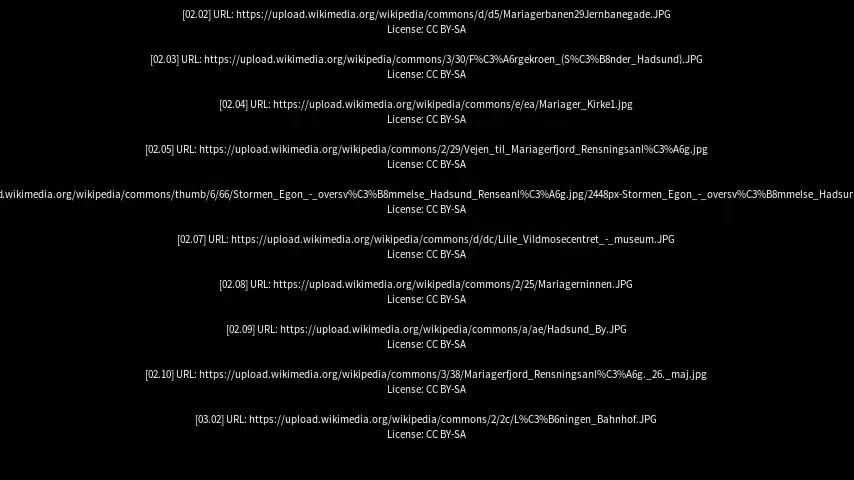 [02.02] URL: https://upload.wikimedia.org/wikipedia/commons/d/d5/Mariagerbanen29Jernbanegade.JPG
License: CC BY-SA
[02.03] URL: https://upload.wikimedia.org/wikipedia/commons/3/30/F%C3%A6rgekroen_(S%C3%B8nder_Hadsund).JPG
License: CC BY-SA
[02.04] URL: https://upload.wikimedia.org/wikipedia/commons/e/ea/Mariager_Kirke1.jpg
License: CC BY-SA
[02.05] URL: https://upload.wikimedia.org/wikipedia/commons/2/29/Vejen_til_Mariagerfjord_Rensningsanl%C3%A6g.jpg
License: CC BY-SA
d.wikimedia.org/wikipedia/commons/thumb/6/66/Stormen_Egon_-_oversv%C3%B8mmelse_Hadsund_Renseanl%C3%A6g.jpg/2448px-Stormen_Egon_-_oversv%C3%B8mmelse_Hadsun
License: CC BY-SA
[02.07] URL: https://upload.wikimedia.org/wikipedia/commons/d/dc/Lille_Vildmosecentret_-_museum.JPG
License: CC BY-SA
[02.08] URL: https://upload.wikimedia.org/wikipedia/commons/2/25/Mariagerninnen.JPG
License: CC BY-SA
[02.09] URL: https://upload.wikimedia.org/wikipedia/commons/a/ae/Hadsund_By.JPG
License: CC BY-SA
[02.10] URL: https://upload.wikimedia.org/wikipedia/commons/3/38/Mariagerfjord_Rensningsanl%C3%A6g._26._maj.jpg
License: CC BY-SA
[03.02] URL: https://upload.wikimedia.org/wikipedia/commons/2/2c/L%C3%B6ningen_Bahnhof.JPG
License: CC BY-SA